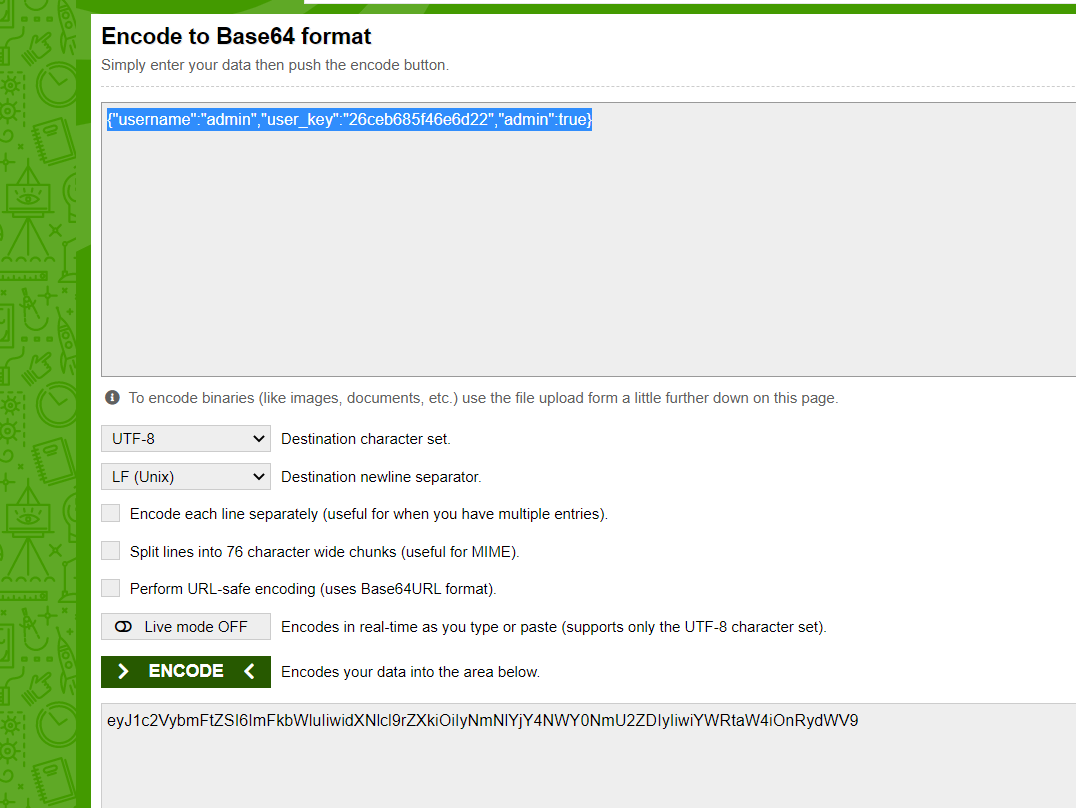 Encode to Base64 format
Simply enter your data then push the encode button.
{"username":"admin","user_key":"26ceb685f46e6d22","admin":true}
To encode binaries (like images, documents, etc.) use the file upload form a little further down on this page.
UTF-8 Destination character set.
LF (Unix) Destination newline separator.
Encode each line separately (useful for when you have multiple entries).
Split lines into 76 character wide chunks (useful for MIME).
Perform URL-safe encoding (uses Base64URL format).
Live mode OFF Encodes in real-time as you type or paste (supports only the UTF-8 character set).
> ENCODE < Encodes your data into the area below.
eyJ1c2VybmFtZSI6ImFkbWluIiwidXNlcl9rZXkiOiIyNmNlYjY4NWY0NmU2ZDIyIiwiYWRtaW4iOnRydWV9